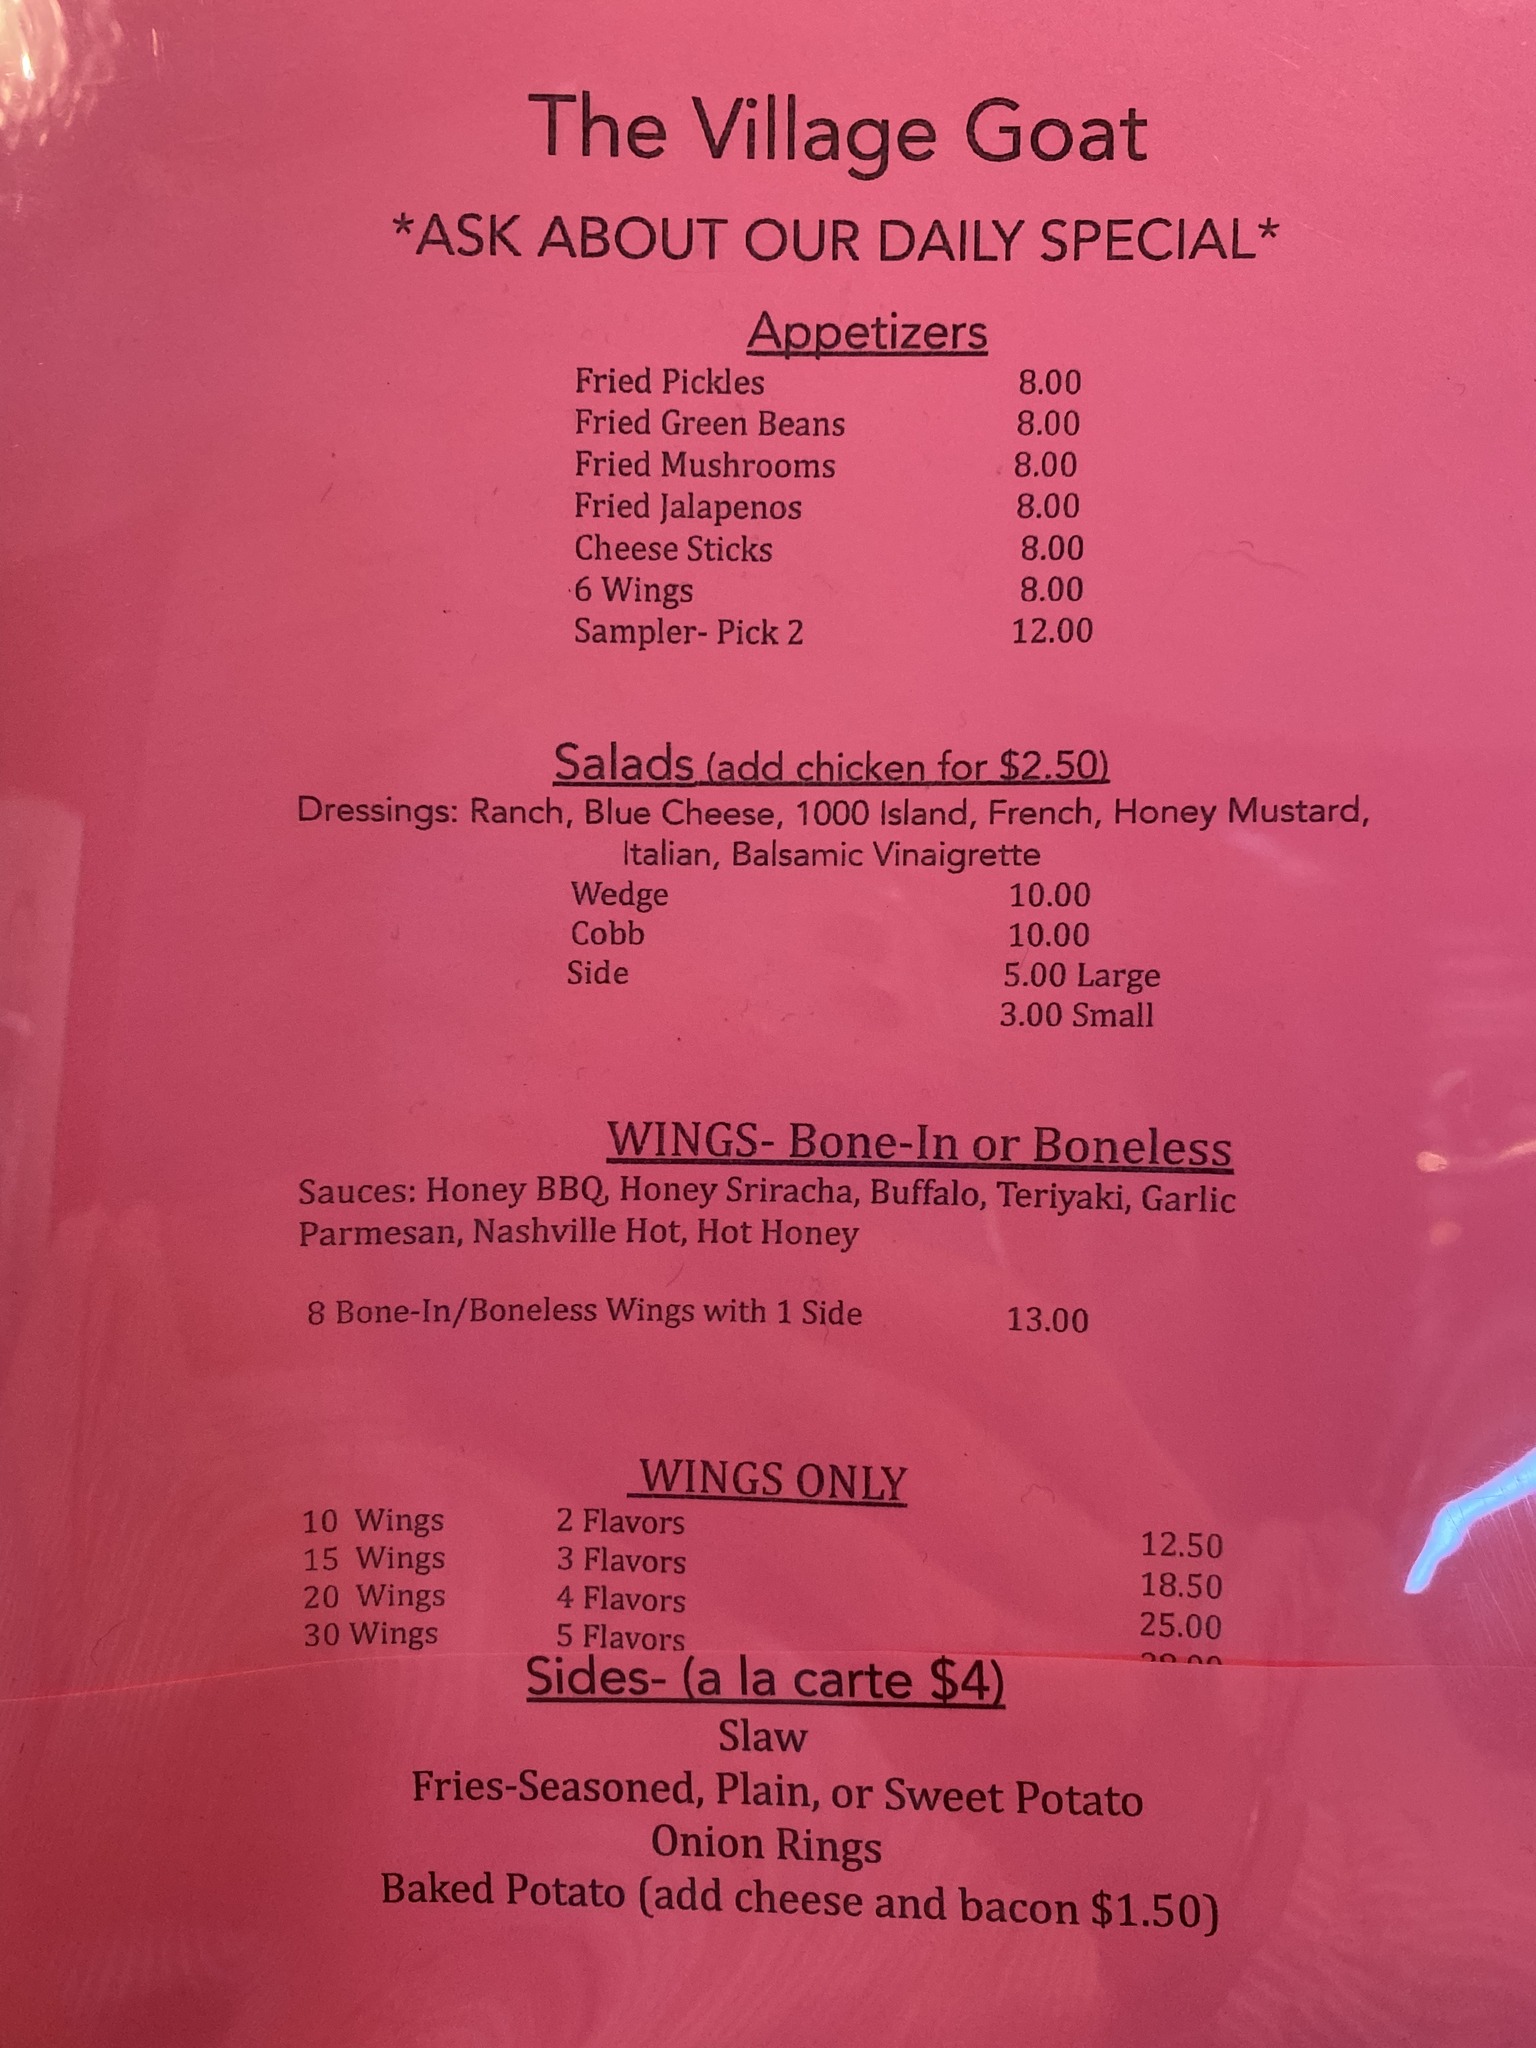 The Village Goat
*ASK ABOUT OUR DAILY SPECIAL*
Appetizers
Fried Pickles 8.00
Fried Green Beans 8.00
Fried Mushrooms 8.00
Fried Jalapenos 8.00
Cheese Sticks 8.00
6 Wings 8.00
Sampler- Pick 2 12.00
Salads (add chicken for $2.50)
Dressings: Ranch, Blue Cheese, 1000 Island, French, Honey Mustard,
Italian, Balsamic Vinaigrette
Wedge 10.00
Cobb 10.00
Side 5.00 Large
3.00 Small
WINGS- Bone-In or Boneless
Sauces: Honey BBQ, Honey Sriracha, Buffalo, Teriyaki, Garlic
Parmesan, Nashville Hot, Hot Honey
8 Bone-In/Boneless Wings with 1 Side 13.00
WINGS ONLY
10 Wings 2 Flavors 12.50
15 Wings 3 Flavors 18.50
20 Wings 4 Flavors 25.00
30 Wings 5 Flavors
Sides- (a la carte $4)
Slaw
Fries-Seasoned, Plain, or Sweet Potato
Onion Rings
Baked Potato (add cheese and bacon $1.50)